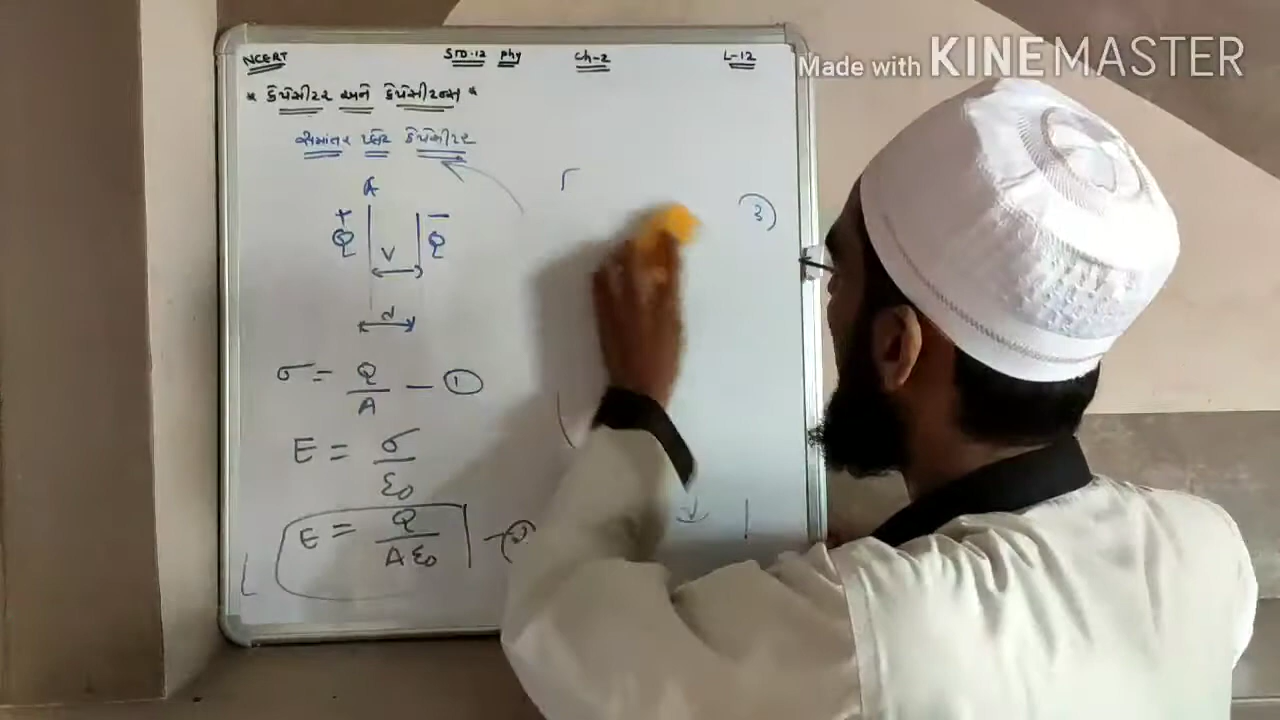 Made with KINEMASTER
NCERT STD-12 phy Ch-2 L-12
* કેપેસીટર અને કેપેસીટન્સ *
સમાંતર પ્લેટ કેપેસીટર
A
+ Q V - Q
d
σ = Q/A — ①
E = σ/ε0
E = Q/Aε0 — ②
3